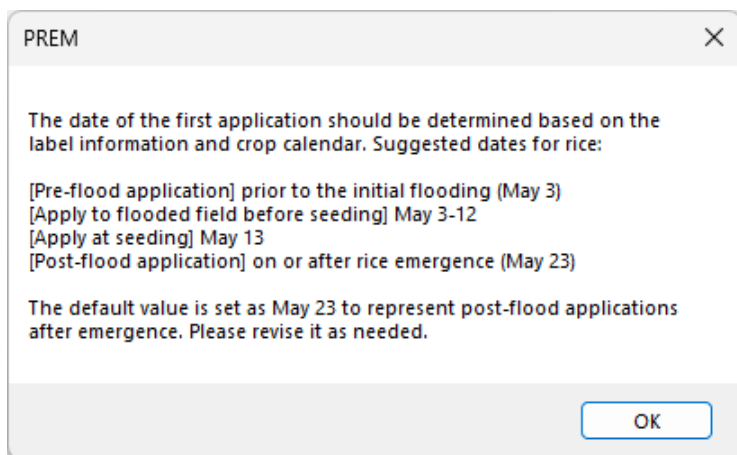 PREM
The date of the first application should be determined based on the
label information and crop calendar. Suggested dates for rice:
[Pre-flood application] prior to the initial flooding (May 3)
[Apply to flooded field before seeding] May 3-12
[Apply at seeding] May 13
[Post-flood application] on or after rice emergence (May 23)
The default value is set as May 23 to represent post-flood applications
after emergence. Please revise it as needed.
OK